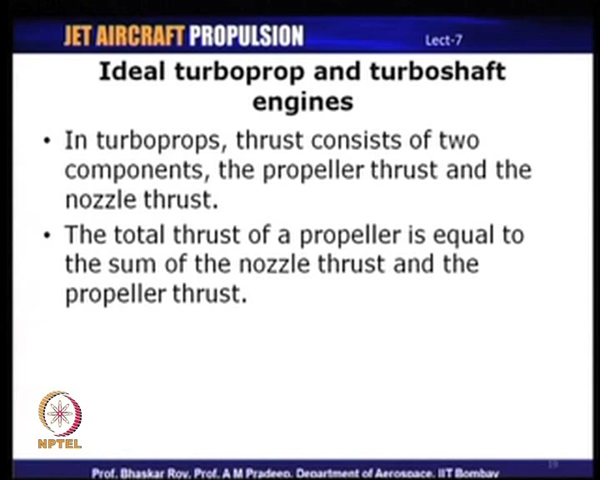 JET AIRCRAFT PROPULSION
Lect-7
Ideal turboprop and turboshaft
engines
• In turboprops, thrust consists of two
components, the propeller thrust and the
nozzle thrust.
• The total thrust of a propeller is equal to
the sum of the nozzle thrust and the
propeller thrust.
NPTEL
19
Prof. Bhaskar Roy, Prof. A M Pradeep, Department of Aerospace, IIT Bombay